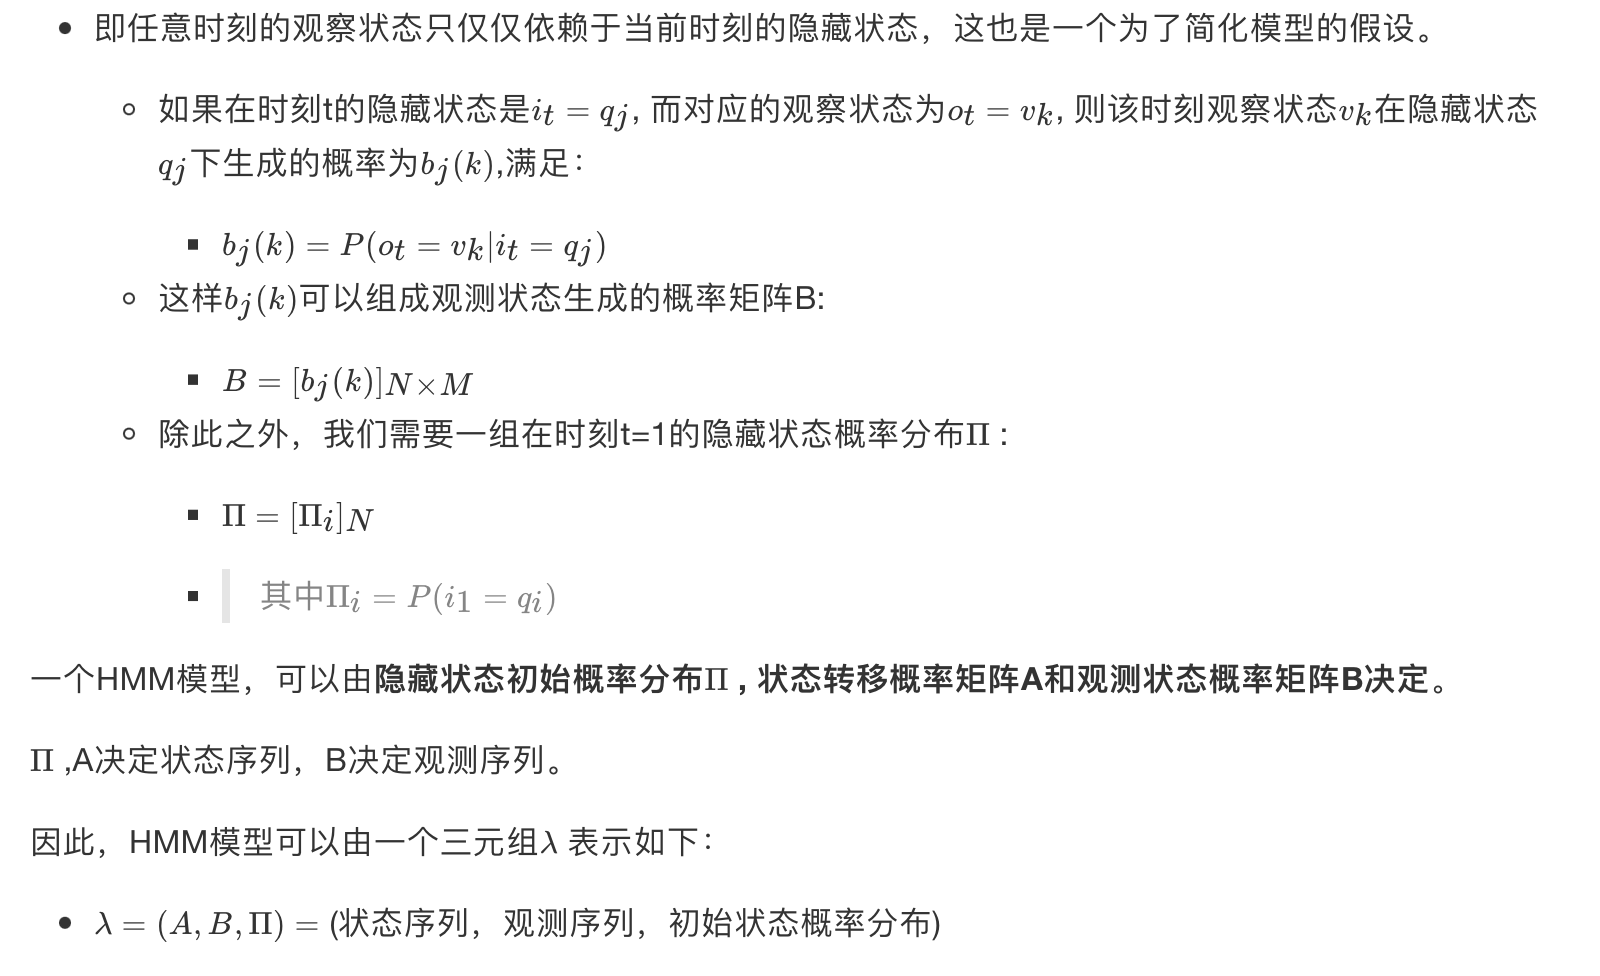 即任意时刻的观察状态只仅仅依赖于当前时刻的隐藏状态，这也是一个为了简化模型的假设。
如果在时刻t的隐藏状态是$i_t = q_j$, 而对应的观察状态为$o_t = v_k$, 则该时刻观察状态$v_k$在隐藏状态
$q_j$下生成的概率为$b_j(k)$,满足：
$b_j(k) = P(o_t = v_k|i_t = q_j)$
这样$b_j(k)$可以组成观测状态生成的概率矩阵B:
$B = [b_j(k)]_{N \times M}$
除此之外，我们需要一组在时刻t=1的隐藏状态概率分布Π :
$Π = [Π_i]_N$
其中$Π_i = P(i_1 = q_i)$
一个HMM模型，可以由隐藏状态初始概率分布Π , 状态转移概率矩阵A和观测状态概率矩阵B决定。
Π ,A决定状态序列，B决定观测序列。
因此，HMM模型可以由一个三元组λ 表示如下：
λ = (A, B, Π) = (状态序列，观测序列，初始状态概率分布)